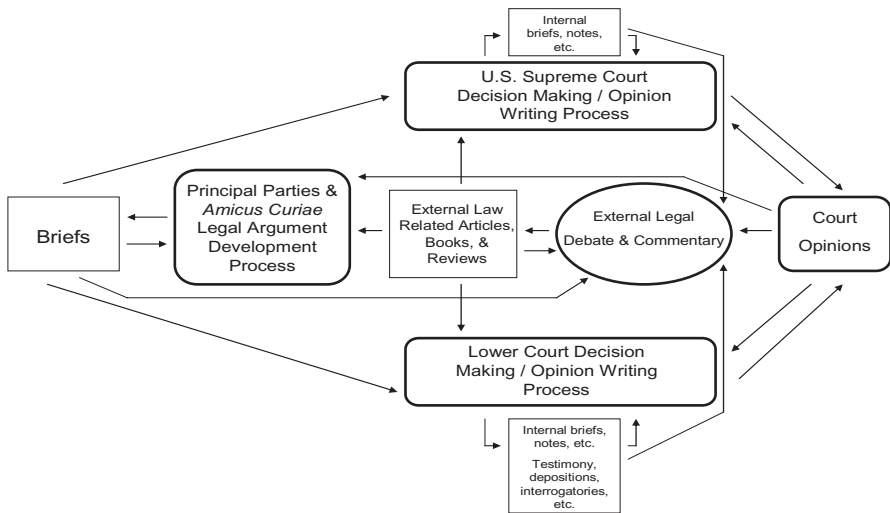 Internal
briefs, notes,
etc.
U.S. Supreme Court
Decision Making / Opinion
Writing Process
Briefs
Principal Parties &
Amicus Curiae
Legal Argument
Development
Process
External Law
Related Articles,
Books, &
Reviews
External Legal
Debate & Commentary
Court
Opinions
Lower Court Decision
Making / Opinion Writing
Process
Internal briefs,
notes, etc.
Testimony,
depositions,
interrogatories,
etc.